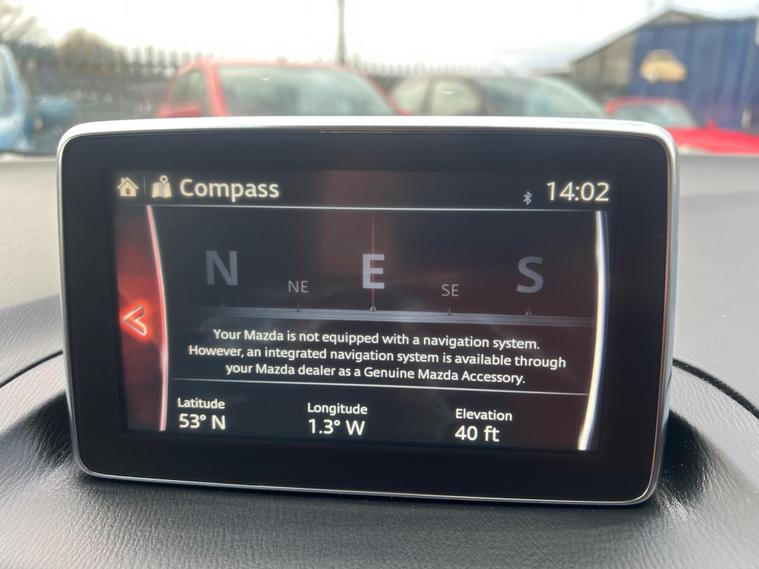 Compass
14:02
N NE E SE S
Your Mazda is not equipped with a navigation system.
However, an integrated navigation system is available through
your Mazda dealer as a Genuine Mazda Accessory.
Latitude Longitude Elevation
53° N 1.3° W 40 ft